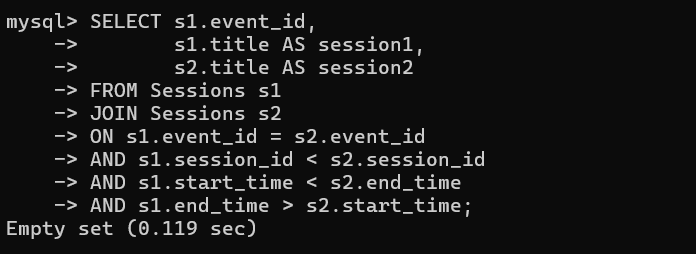 mysql> SELECT s1.event_id,
    ->        s1.title AS session1,
    ->        s2.title AS session2
    -> FROM Sessions s1
    -> JOIN Sessions s2
    -> ON s1.event_id = s2.event_id
    -> AND s1.session_id < s2.session_id
    -> AND s1.start_time < s2.end_time
    -> AND s1.end_time > s2.start_time;
Empty set (0.119 sec)